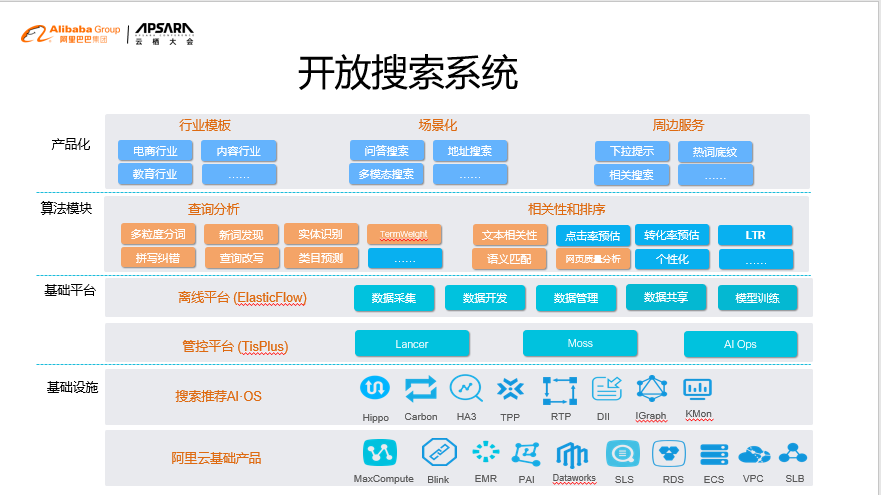 Alibaba Group
阿里巴巴集团
APSARA
云栖大会
开放搜索系统
产品化
行业模板
场景化
周边服务
电商行业 内容行业 问答搜索 地址搜索 下拉提示 热词底纹
教育行业 …… 多模态搜索 …… 相关搜索 ……
算法模块
查询分析
相关性和排序
多粒度分词 新词发现 实体识别 TermWeight 文本相关性 点击率预估 转化率预估 LTR
拼写纠错 查询改写 类目预测 …… 语义匹配 网页质量分析 个性化 ……
基础平台
离线平台 (ElasticFlow) 数据采集 数据开发 数据管理 数据共享 模型训练
管控平台 (TisPlus) Lancer Moss AI Ops
基础设施
搜索推荐AI·OS
Hippo Carbon HA3 TPP RTP DII IGraph KMon
阿里云基础产品
MaxCompute Blink EMR PAI Dataworks SLS RDS ECS VPC SLB